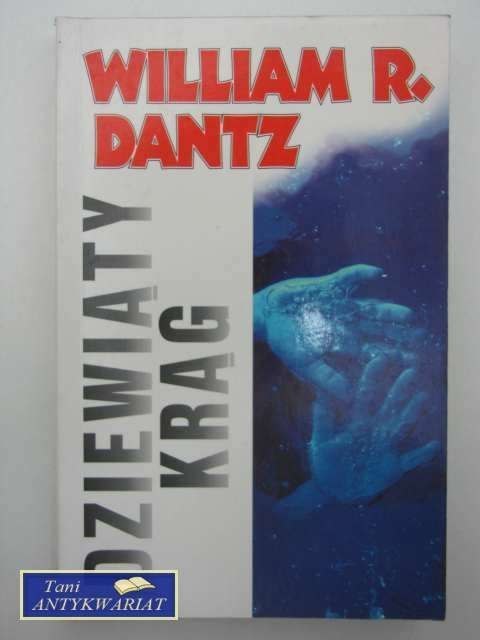 WILLIAM R.
DANTZ
DZIEWIĄTY
KRĄG
Tani
ANTYKWARIAT